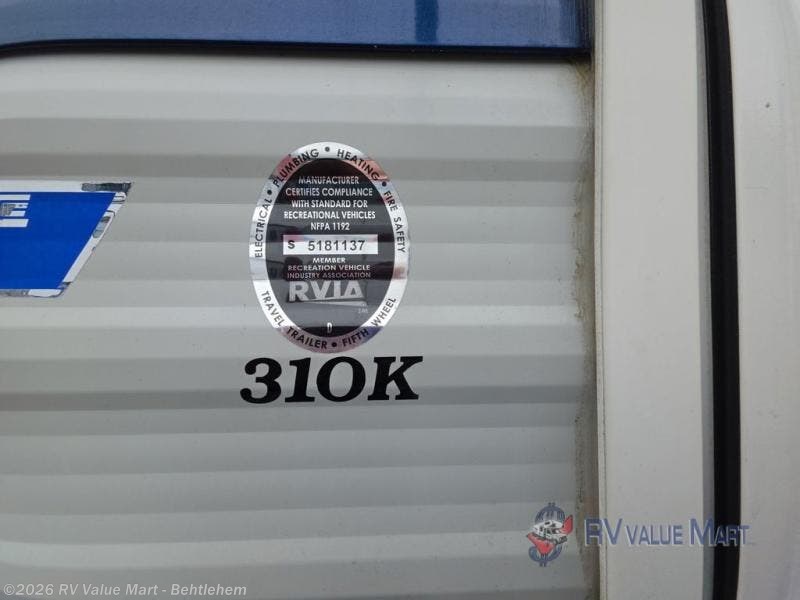 ELECTRICAL • PLUMBING • HEATING • FIRE SAFETY
MANUFACTURER
CERTIFIES COMPLIANCE
WITH STANDARD FOR
RECREATIONAL VEHICLES
NFPA 1192
S 5181137
MEMBER
RECREATION VEHICLE
INDUSTRY ASSOCIATION
RVIA
D
TRAVEL TRAILER • FIFTH WHEEL
310K
RV VALUE MART
©2026 RV Value Mart - Behtlehem